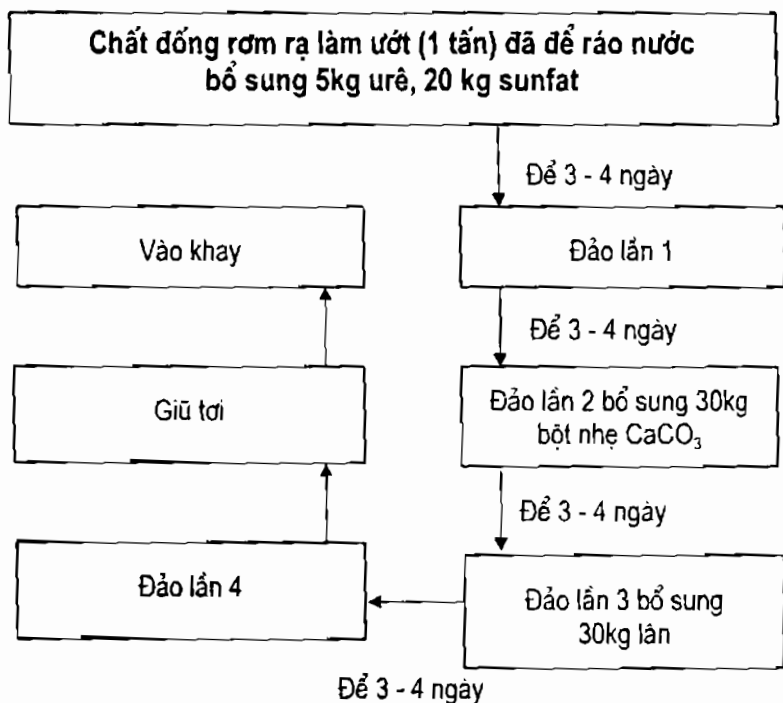 Chất đống rơm rạ làm ướt (1 tấn) đã để ráo nước
bổ sung 5kg urê, 20 kg sunfat
Để 3 - 4 ngày
Đảo lần 1
Để 3 - 4 ngày
Đảo lần 2 bổ sung 30kg
bột nhẹ CaCO₃
Để 3 - 4 ngày
Đảo lần 3 bổ sung
30kg lân
Để 3 - 4 ngày
Đảo lần 4
Giũ tơi
Vào khay